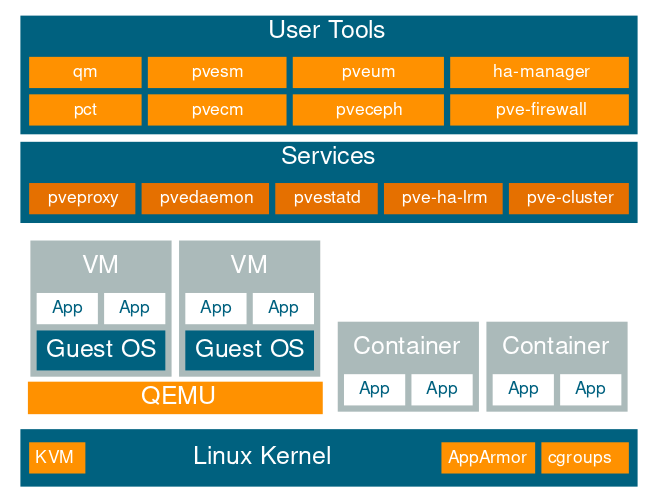 User Tools
qm pvesm pveum ha-manager
pct pvecm pveceph pve-firewall
Services
pveproxy pvedaemon pvestatd pve-ha-lrm pve-cluster
VM VM
App App App App
Guest OS Guest OS
Container Container
App App App App
QEMU
KVM Linux Kernel AppArmor cgroups